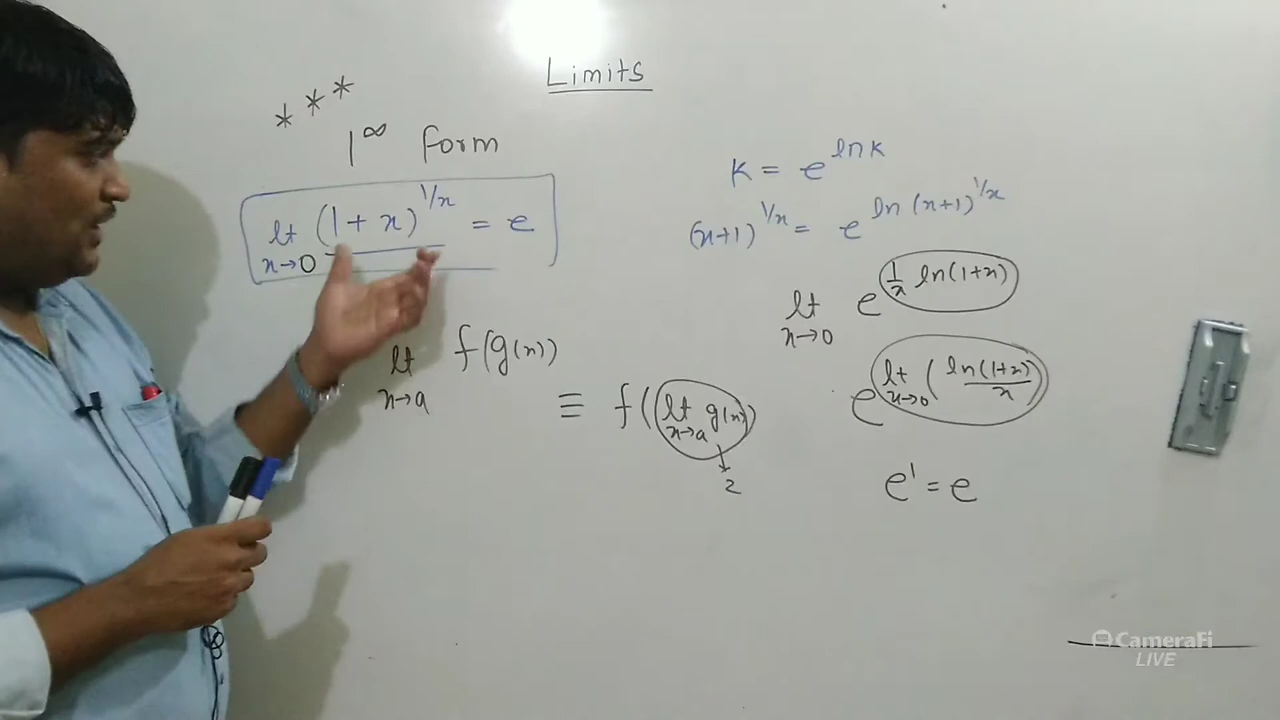 Limits
* * *
1^∞ form
lt x→0 (1 + x)^1/x = e
lt x→a f(g(x))
≡ f(lt x→a g(x))
2
K = e^ln K
(x+1)^1/x = e^ln (x+1)^1/x
lt x→0 e^1/x ln(1+x)
e^lt x→0 (ln(1+x)/x)
e^1 = e
CameraFi
LIVE